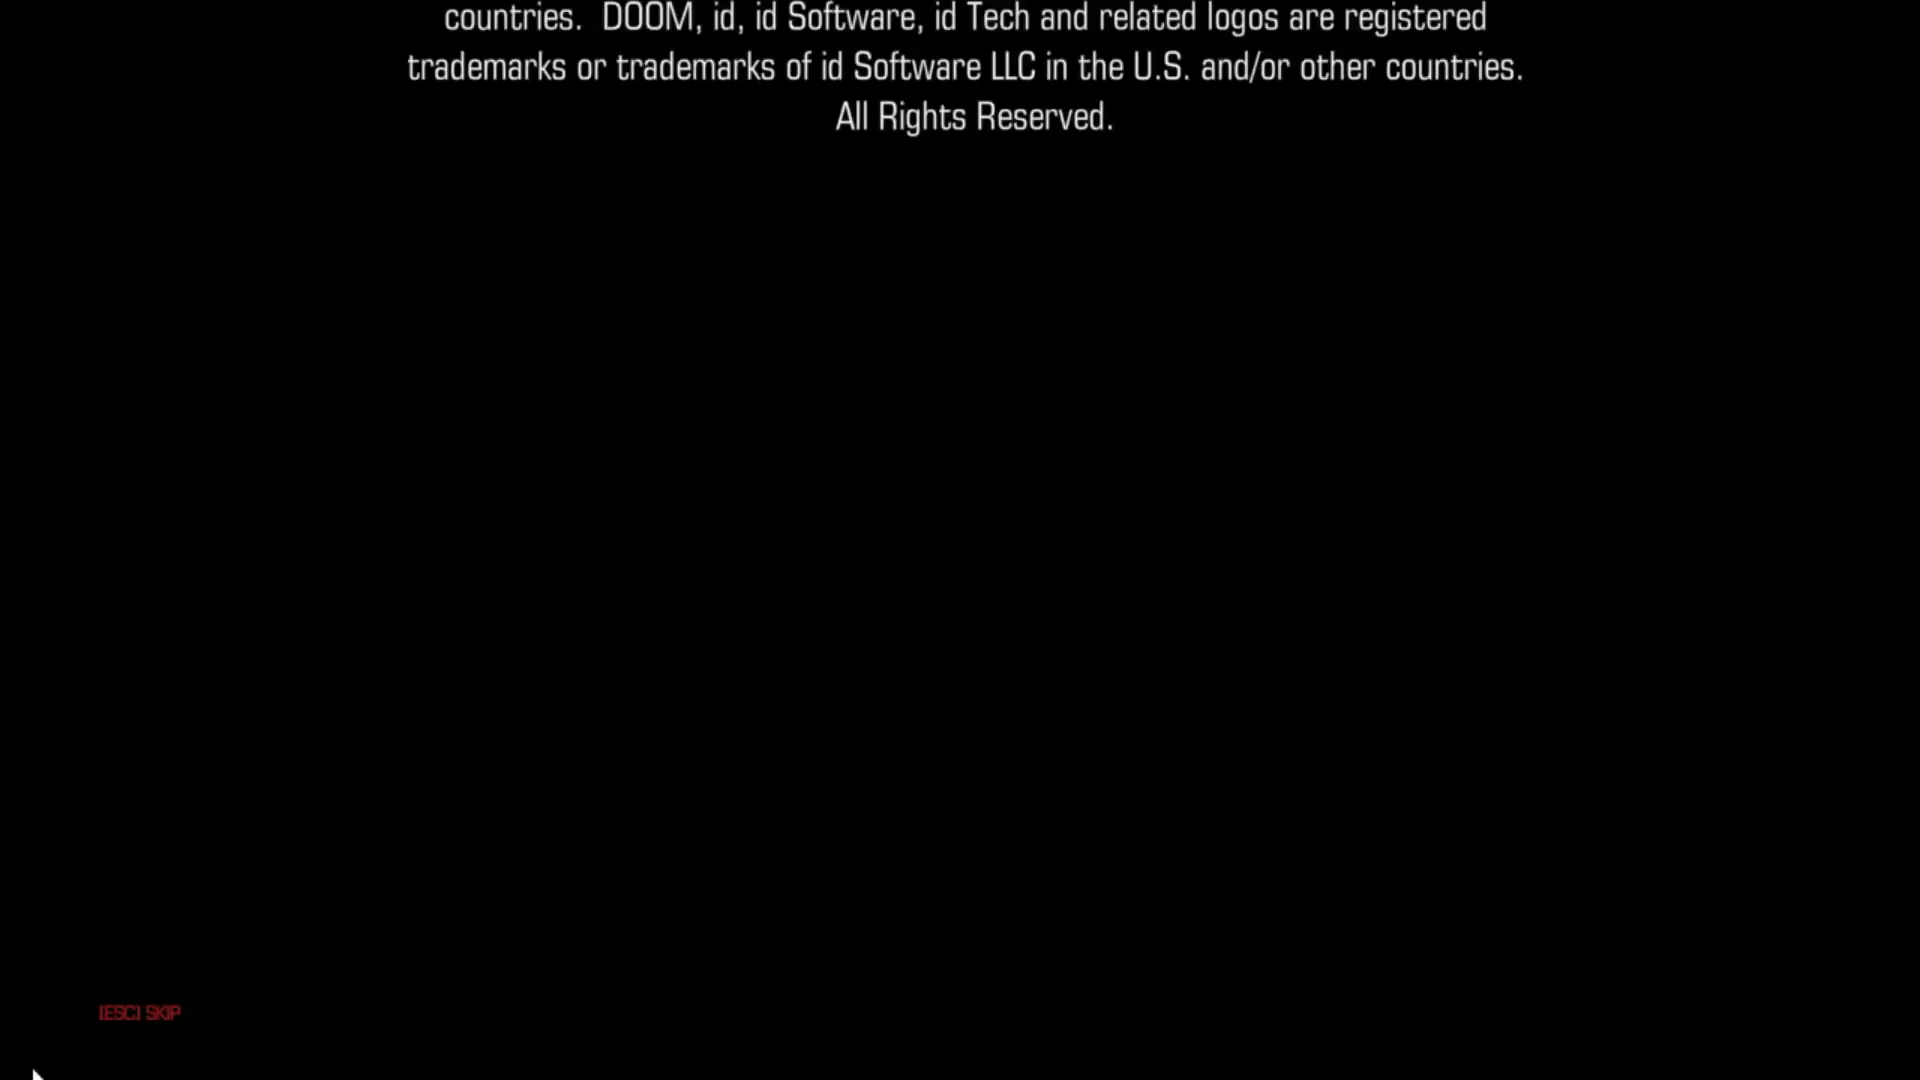 countries.  DOOM, id, id Software, id Tech and related logos are registered
trademarks or trademarks of id Software LLC in the U.S. and/or other countries.
All Rights Reserved.
[ESC] SKIP